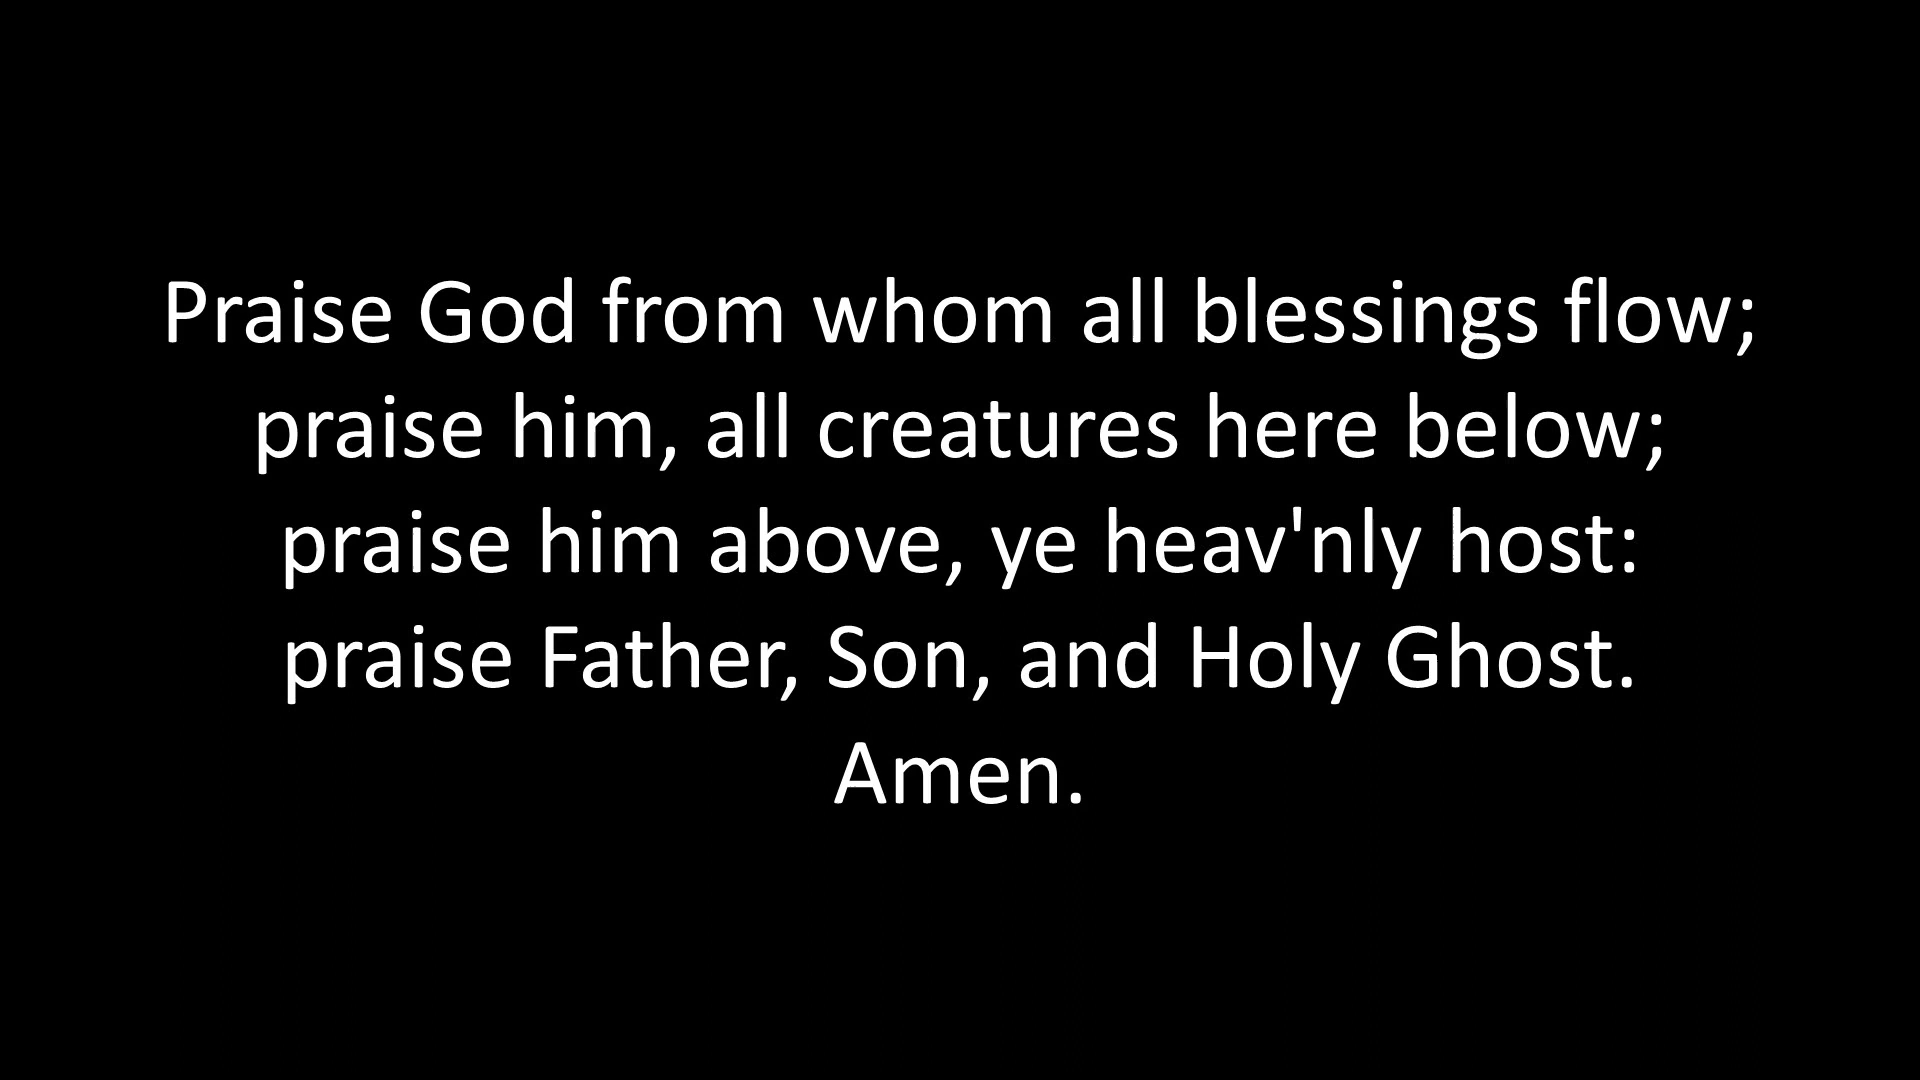 Praise God from whom all blessings flow;
praise him, all creatures here below;
praise him above, ye heav'nly host:
praise Father, Son, and Holy Ghost.
Amen.